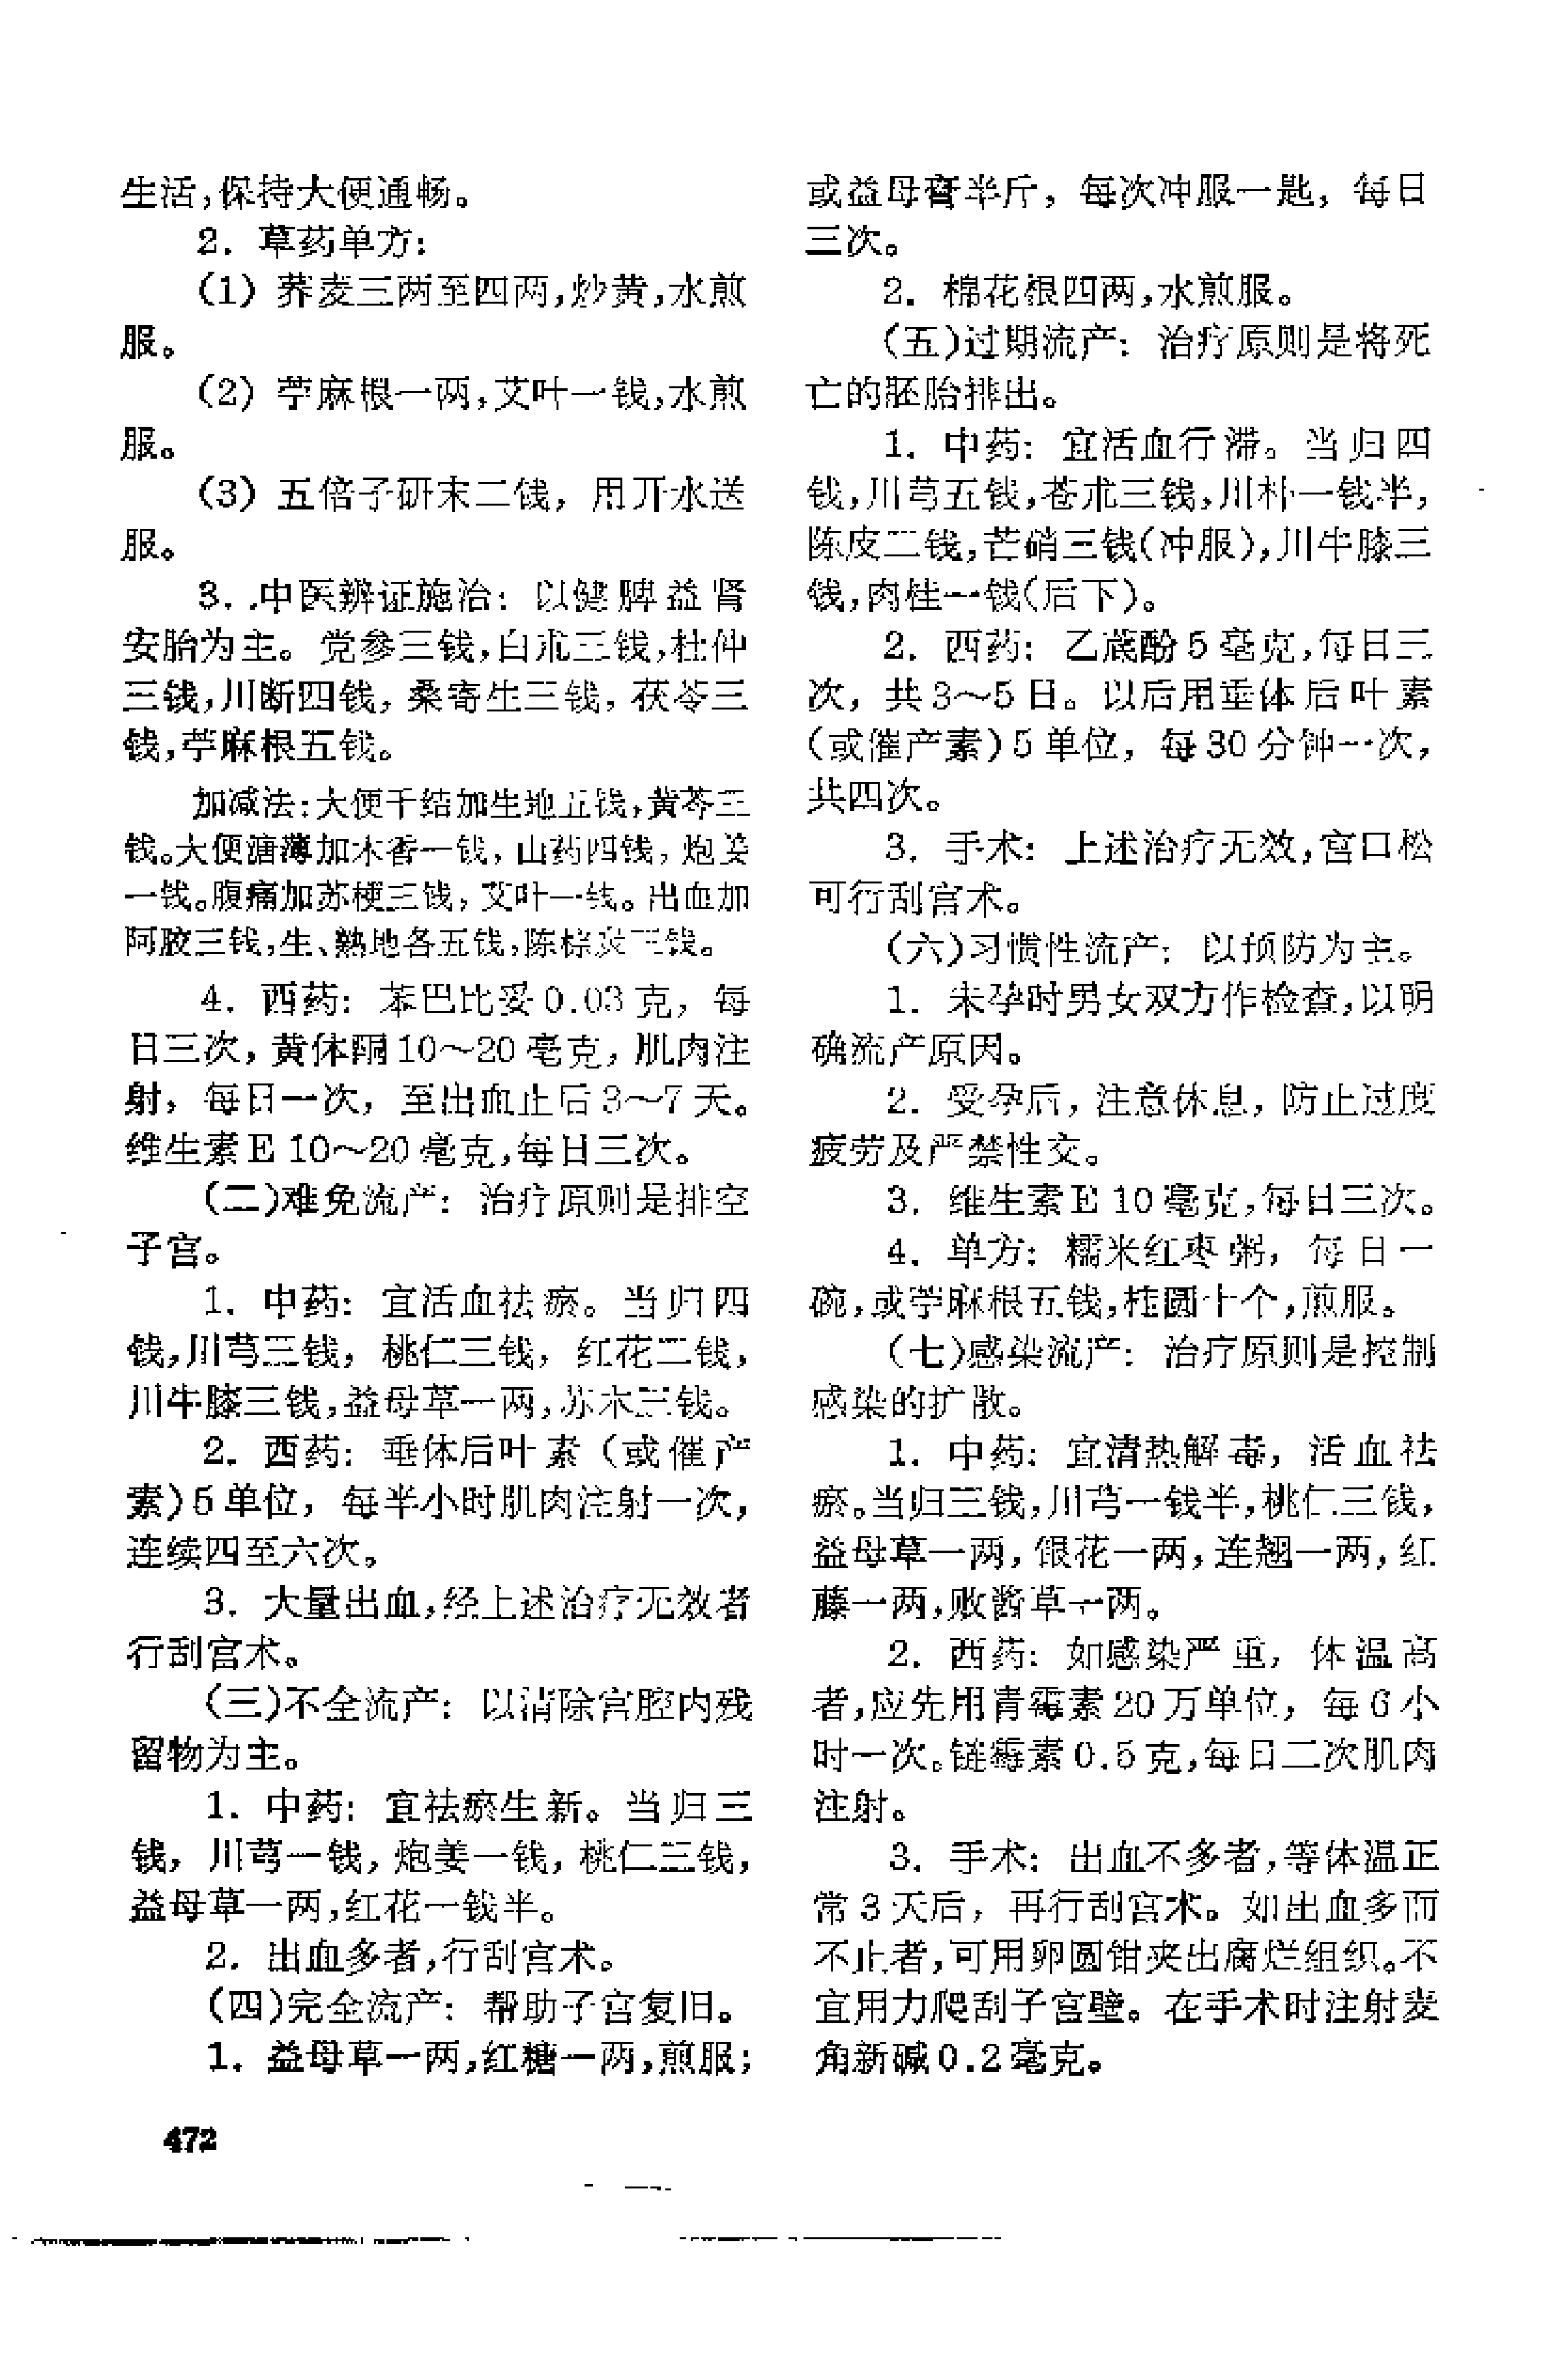 生活，保持大便通畅。
2. 草药单方：
(1) 荞麦三两至四两，炒黄，水煎
服。
(2) 苧麻根一两，艾叶一钱，水煎
服。
(3) 五倍子研末二钱，用开水送
服。
3. 中医辨证施治：以健脾益肾
安胎为主。党参三钱，白朮三钱，杜仲
三钱，川断四钱，桑寄生三钱，茯苓三
钱，苧麻根五钱。
加减法：大便干结加生地五钱，黄芩三
钱。大便溏薄加木香一钱，山药四钱，炮姜
一钱。腹痛加苏梗三钱，艾叶一钱。出血加
阿胶三钱，生、熟地各五钱，陈棕炭三钱。
4. 西药：苯巴比妥0.03克，每
日三次，黄体酮10～20毫克，肌肉注
射，每日一次，至出血止后3～7天。
维生素E 10～20毫克，每日三次。
(二)难免流产：治疗原则是排空
子宫。
1. 中药：宜活血祛瘀。当归四
钱，川芎三钱，桃仁三钱，红花二钱，
川牛膝三钱，益母草一两，苏木三钱。
2. 西药：垂体后叶素（或催产
素）5单位，每半小时肌肉注射一次，
连续四至六次。
3. 大量出血，经上述治疗无效者
行刮宫术。
(三)不全流产：以清除宫腔内残
留物为主。
1. 中药：宜祛瘀生新。当归三
钱，川芎一钱，炮姜一钱，桃仁三钱，
益母草一两，红花一钱半。
2. 出血多者，行刮宫术。
(四)完全流产：帮助子宫复旧。
1. 益母草一两，红糖一两，煎服；
472
或益母膏半斤，每次冲服一匙，每日
三次。
2. 棉花根四两，水煎服。
(五)过期流产：治疗原则是将死
亡的胚胎排出。
1. 中药：宜活血行滞。当归四
钱，川芎五钱，苍朮三钱，川朴一钱半，
陈皮二钱，芒硝三钱（冲服），川牛膝三
钱，肉桂一钱（后下）。
2. 西药：乙蔗酚5毫克，每日三
次，共3～5日。以后用垂体后叶素
（或催产素）5单位，每30分钟一次，
共四次。
3. 手术：上述治疗无效，宫口松
可行刮宫术。
(六)习惯性流产：以预防为主。
1. 未孕时男女双方作检查，以明
确流产原因。
2. 受孕后，注意休息，防止过度
疲劳及严禁性交。
3. 维生素E 10毫克，每日三次。
4. 单方：糯米红枣粥，每日一
碗，或苧麻根五钱，桂圆十个，煎服。
(七)感染流产：治疗原则是控制
感染的扩散。
1. 中药：宜清热解毒，活血祛
瘀。当归三钱，川芎一钱半，桃仁三钱，
益母草一两，银花一两，连翘一两，红
藤一两，败酱草一两。
2. 西药：如感染严重，体温高
者，应先用青霉素20万单位，每6小
时一次。链霉素0.5克，每日二次肌肉
注射。
3. 手术：出血不多者，等体温正
常3天后，再行刮宫术。如出血多而
不止者，可用卵圆钳夹出腐烂组织。不
宜用力爬刮子宫壁。在手术时注射麦
角新碱0.2毫克。